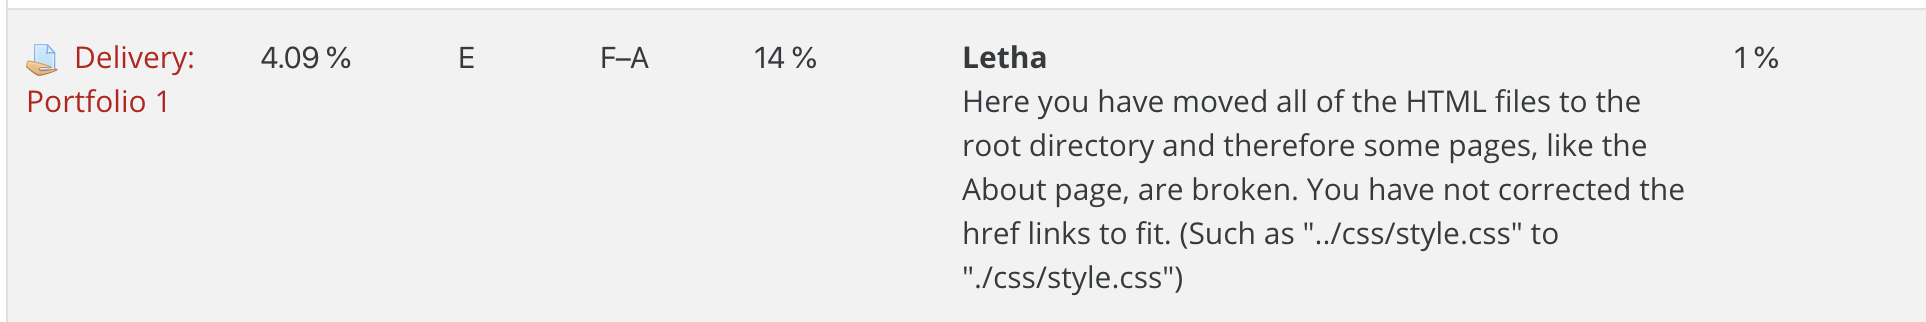 Delivery: 4.09 % E F–A 14 % Letha 1 %
Portfolio 1 Here you have moved all of the HTML files to the
root directory and therefore some pages, like the
About page, are broken. You have not corrected the
href links to fit. (Such as "../css/style.css" to
"./css/style.css")